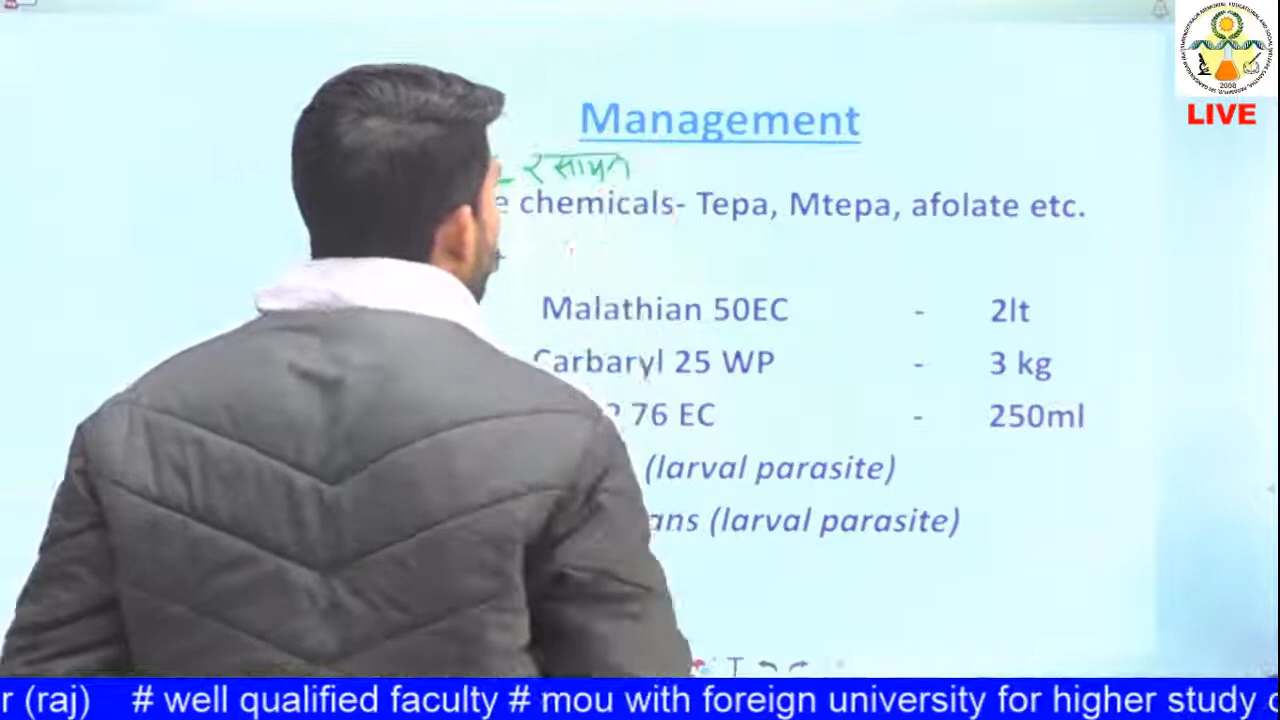 Management
रसायन
chemicals- Tepa, Mtepa, afolate etc.
Malathian 50EC - 2lt
Carbaryl 25 WP - 3 kg
76 EC - 250ml
(larval parasite)
(larval parasite)
2008
LIVE
r (raj) # well qualified faculty # mou with foreign university for higher study